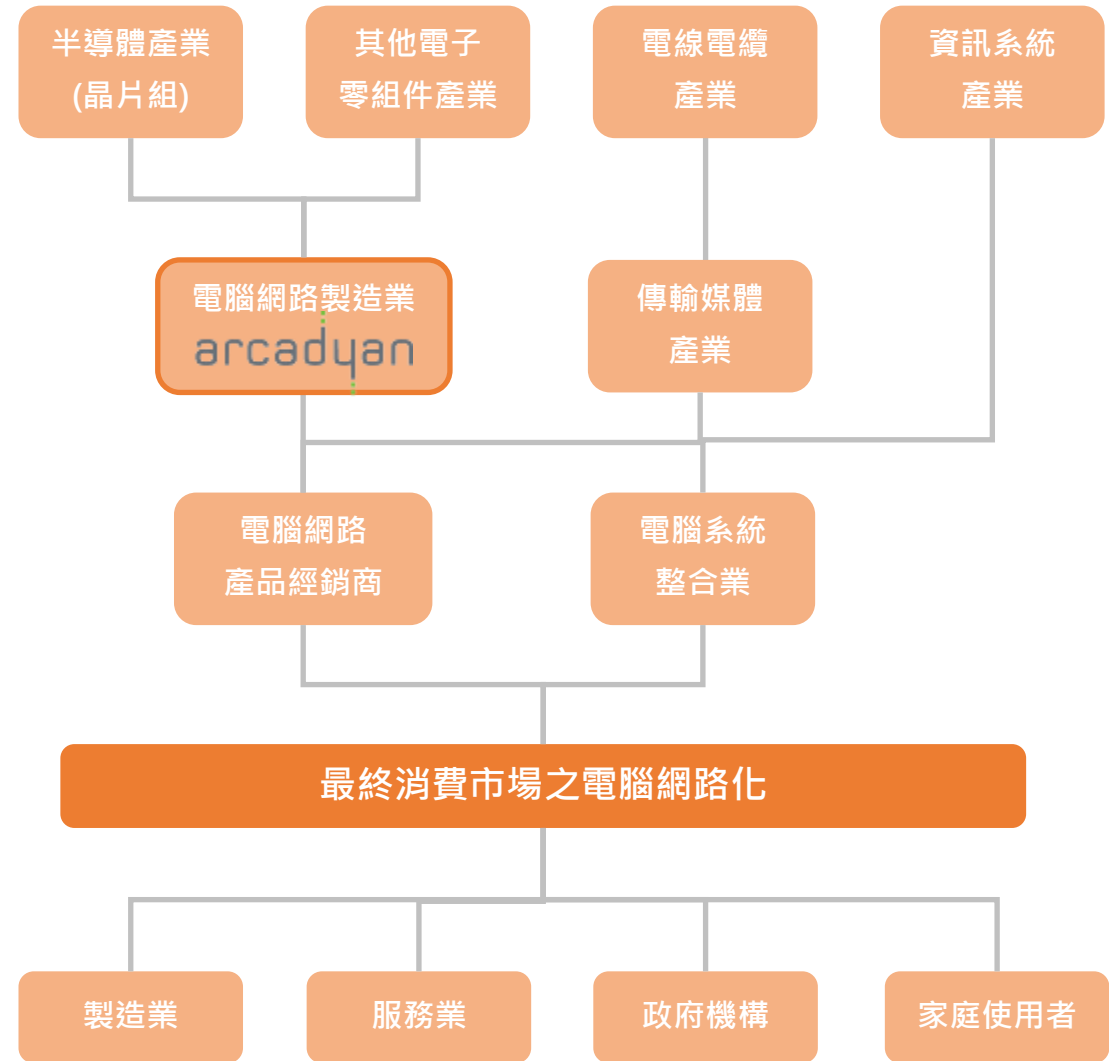 半導體產業
(晶片組)
其他電子
零組件產業
電線電纜
產業
資訊系統
產業
電腦網路製造業
arcadyan
傳輸媒體
產業
電腦網路
產品經銷商
電腦系統
整合業
最終消費市場之電腦網路化
製造業
服務業
政府機構
家庭使用者